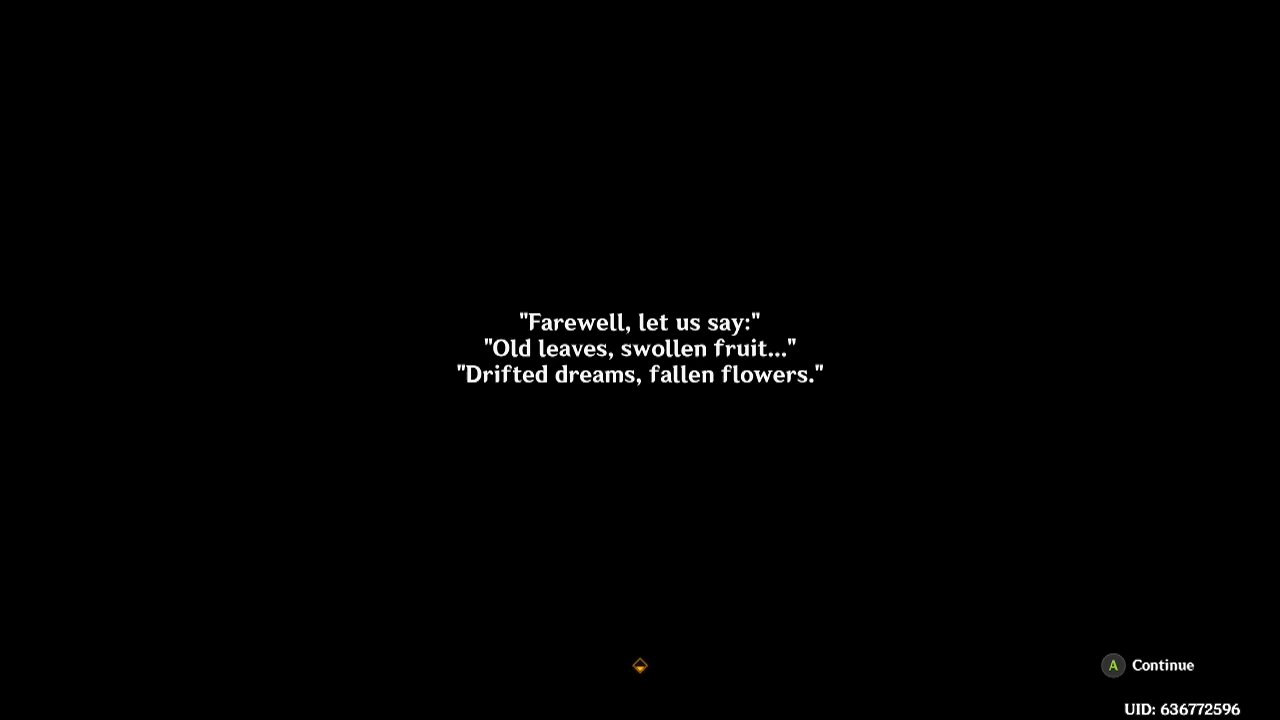 "Farewell, let us say:"
"Old leaves, swollen fruit..."
"Drifted dreams, fallen flowers."
A Continue
UID: 636772596